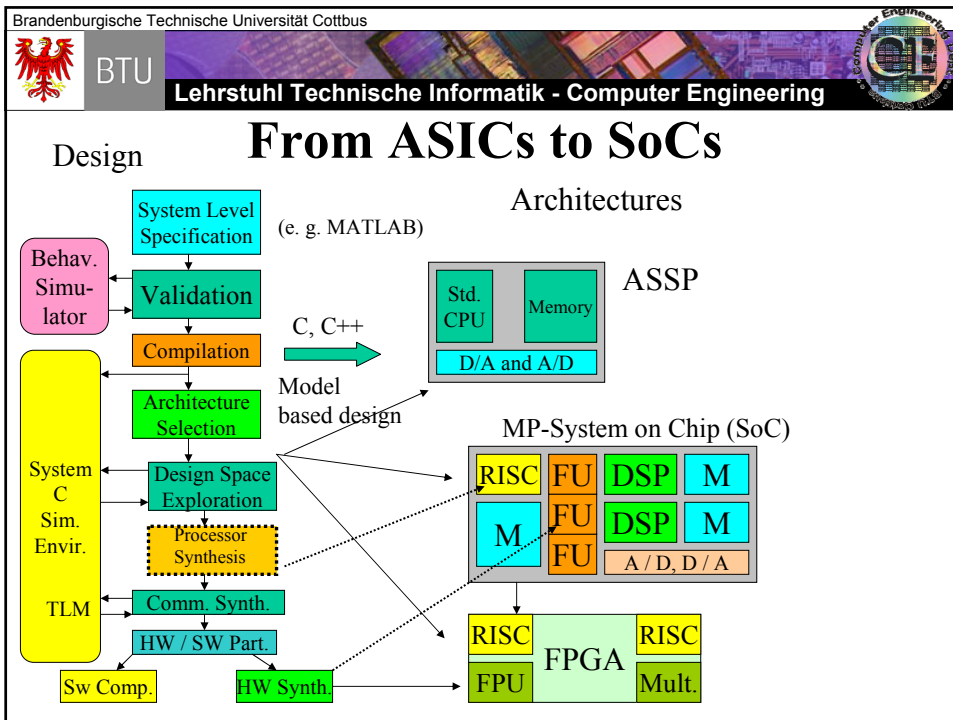 Brandenburgische Technische Universität Cottbus
BTU
Lehrstuhl Technische Informatik - Computer Engineering
From ASICs to SoCs
Design
Architectures
System Level
Specification
(e. g. MATLAB)
Behav.
Simu-
lator
Validation
C, C++
Compilation
Model
based design
Architecture
Selection
System
C
Sim.
Envir.
TLM
Design Space
Exploration
Processor
Synthesis
Comm. Synth.
HW / SW Part.
Sw Comp.
HW Synth.
ASSP
Std.
CPU
Memory
D/A and A/D
MP-System on Chip (SoC)
RISC
FU
DSP
M
M
FU
DSP
M
FU
A / D, D / A
RISC
FPGA
RISC
FPU
Mult.
Computer Engineering